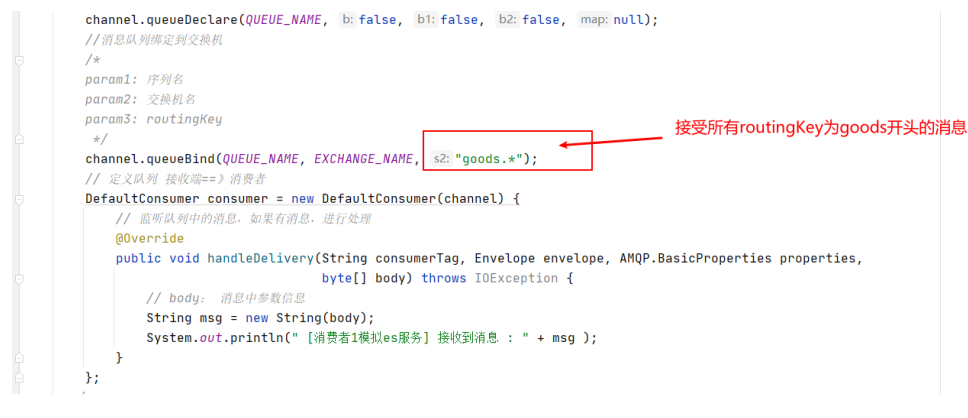 channel.queueDeclare(QUEUE_NAME, b: false, b1: false, b2: false, map: null);
//消息队列绑定到交换机
/*
param1: 序列名
param2: 交换机名
param3: routingKey
*/
接受所有routingKey为goods开头的消息
channel.queueBind(QUEUE_NAME, EXCHANGE_NAME, s2: "goods.*");
// 定义队列 接收端==》消费者
DefaultConsumer consumer = new DefaultConsumer(channel) {
// 监听队列中的消息，如果有消息，进行处理
@Override
public void handleDelivery(String consumerTag, Envelope envelope, AMQP.BasicProperties properties,
byte[] body) throws IOException {
// body： 消息中参数信息
String msg = new String(body);
System.out.println(" [消费者1模拟es服务] 接收到消息 : " + msg );
}
};